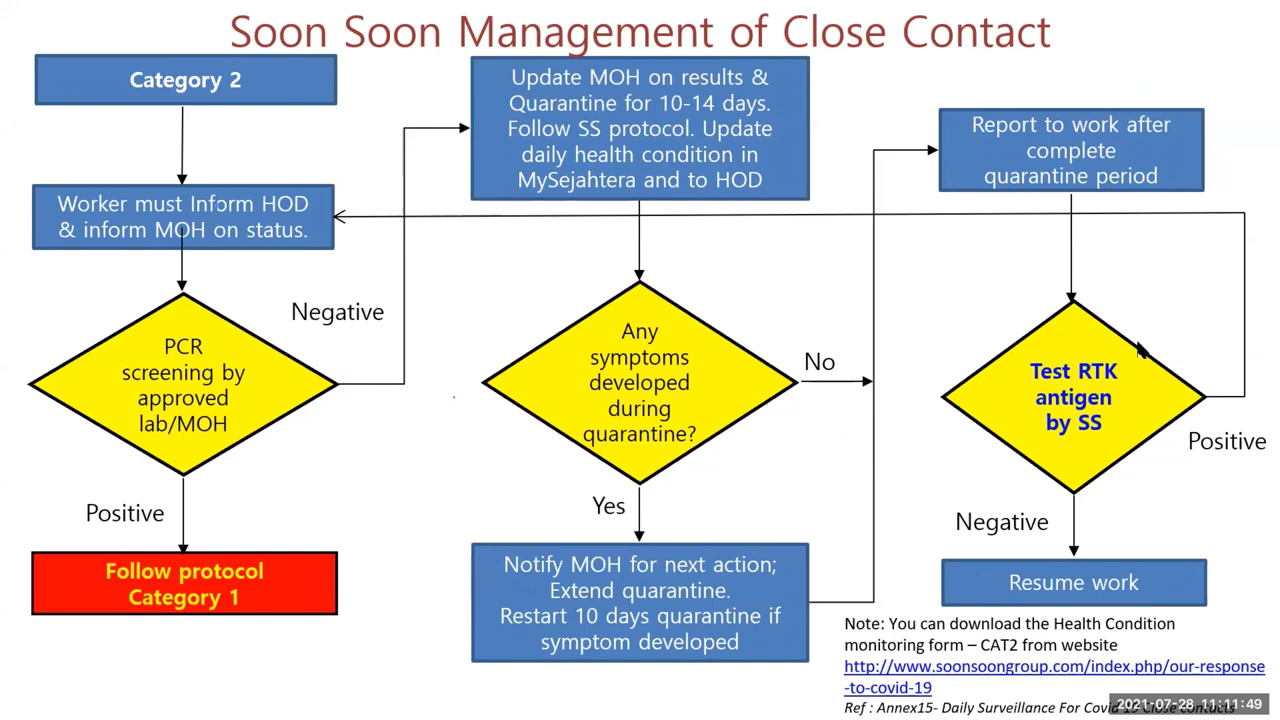 Soon Soon Management of Close Contact
Category 2
Worker must Inform HOD
& inform MOH on status.
PCR
screening by
approved
lab/MOH
Negative
Positive
Follow protocol
Category 1
Update MOH on results &
Quarantine for 10-14 days.
Follow SS protocol. Update
daily health condition in
MySejahtera and to HOD
Any
symptoms
developed
during
quarantine?
No
Yes
Notify MOH for next action;
Extend quarantine.
Restart 10 days quarantine if
symptom developed
Report to work after
complete
quarantine period
Test RTK
antigen
by SS
Positive
Negative
Resume work
Note: You can download the Health Condition
monitoring form – CAT2 from website
http://www.soonsoongroup.com/index.php/our-response
-to-covid-19
Ref : Annex15- Daily Surveillance For Covid 19 Close contacts
2021-07-28 11:11:49